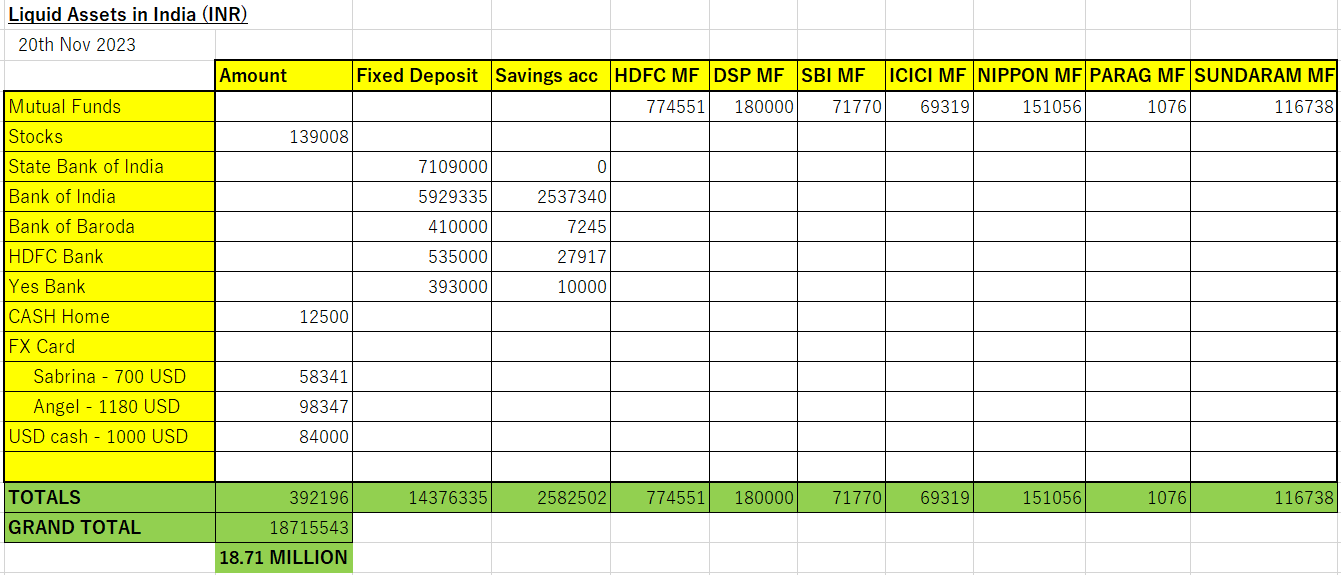 Liquid Assets in India (INR)
20th Nov 2023
Amount Fixed Deposit Savings acc HDFC MF DSP MF SBI MF ICICI MF NIPPON MF PARAG MF SUNDARAM MF
Mutual Funds 774551 180000 71770 69319 151056 1076 116738
Stocks 139008
State Bank of India 7109000 0
Bank of India 5929335 2537340
Bank of Baroda 410000 7245
HDFC Bank 535000 27917
Yes Bank 393000 10000
CASH Home 12500
FX Card
Sabrina - 700 USD 58341
Angel - 1180 USD 98347
USD cash - 1000 USD 84000
TOTALS 392196 14376335 2582502 774551 180000 71770 69319 151056 1076 116738
GRAND TOTAL 18715543
18.71 MILLION